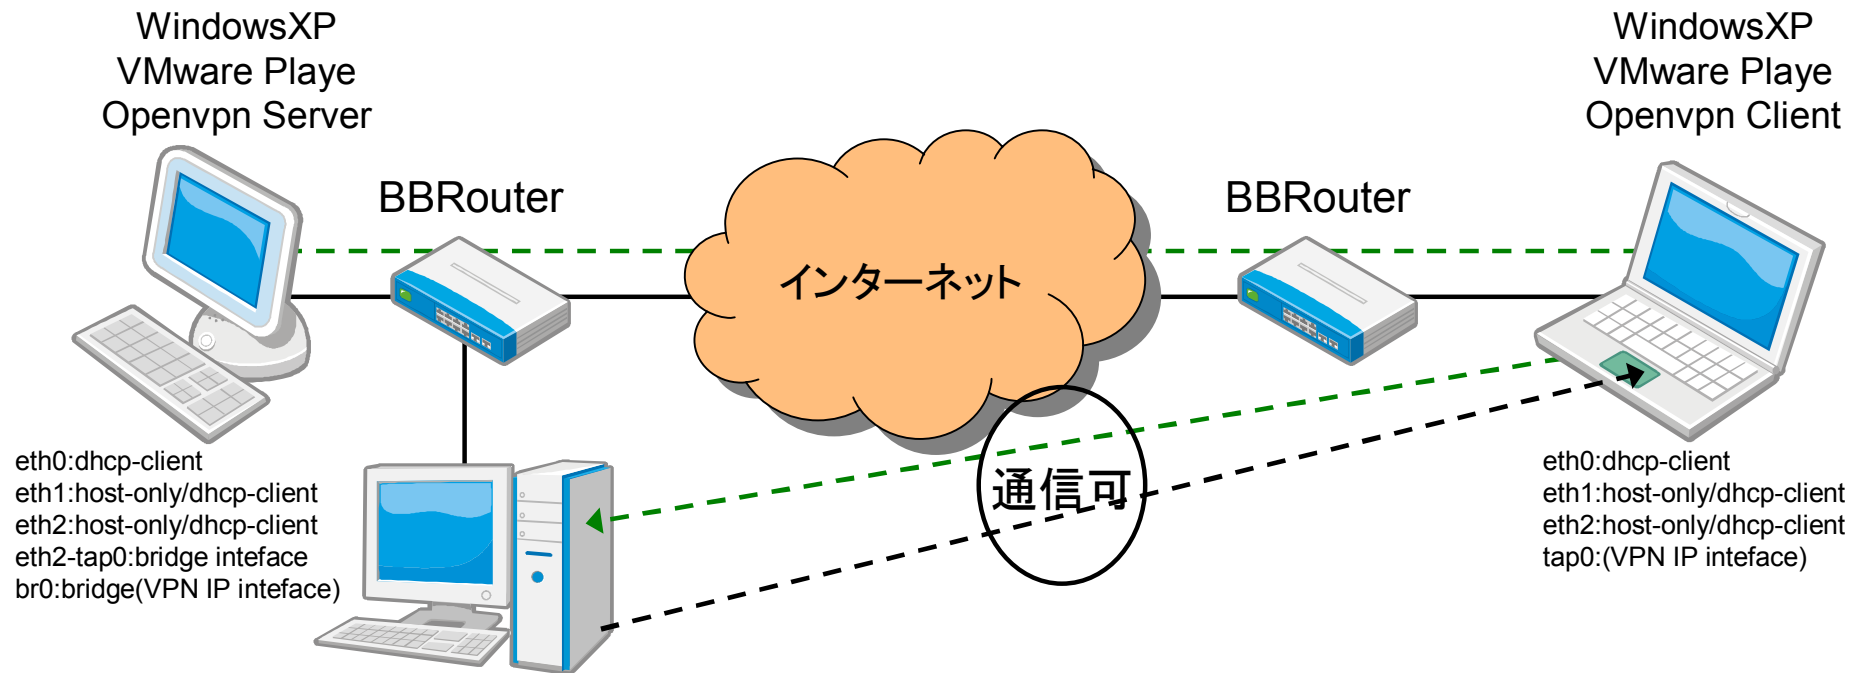 WindowsXP
VMware Playe
Openvpn Server
WindowsXP
VMware Playe
Openvpn Client
BBRouter
BBRouter
インターネット
通信可
eth0:dhcp-client
eth1:host-only/dhcp-client
eth2:host-only/dhcp-client
eth2-tap0:bridge inteface
br0:bridge(VPN IP inteface)
eth0:dhcp-client
eth1:host-only/dhcp-client
eth2:host-only/dhcp-client
tap0:(VPN IP inteface)